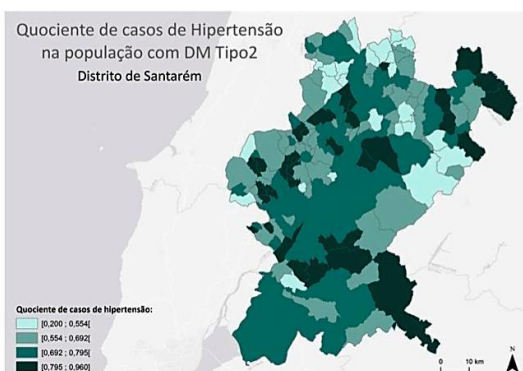 Quociente de casos de Hipertensão
na população com DM Tipo2
Distrito de Santarém
Quociente de casos de hipertensão:
[0,200 ; 0,554[
[0,554 ; 0,692[
[0,692 ; 0,795[
[0,795 ; 0,960]
0 10 km
N